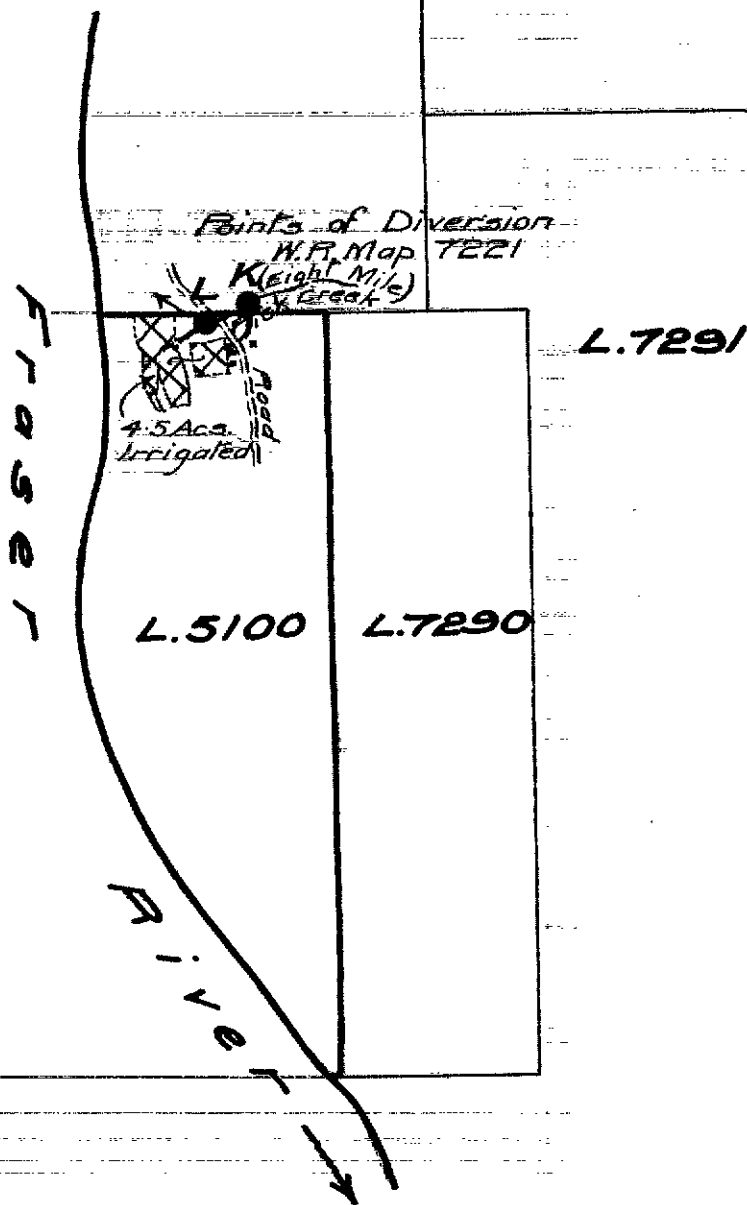 Points of Diversion
W.R. Map 7221
K (Eight Mile)
Creek
L
L.7291
Road
4.5 Acs.
Irrigated
Fraser
L.5100
L.7290
River